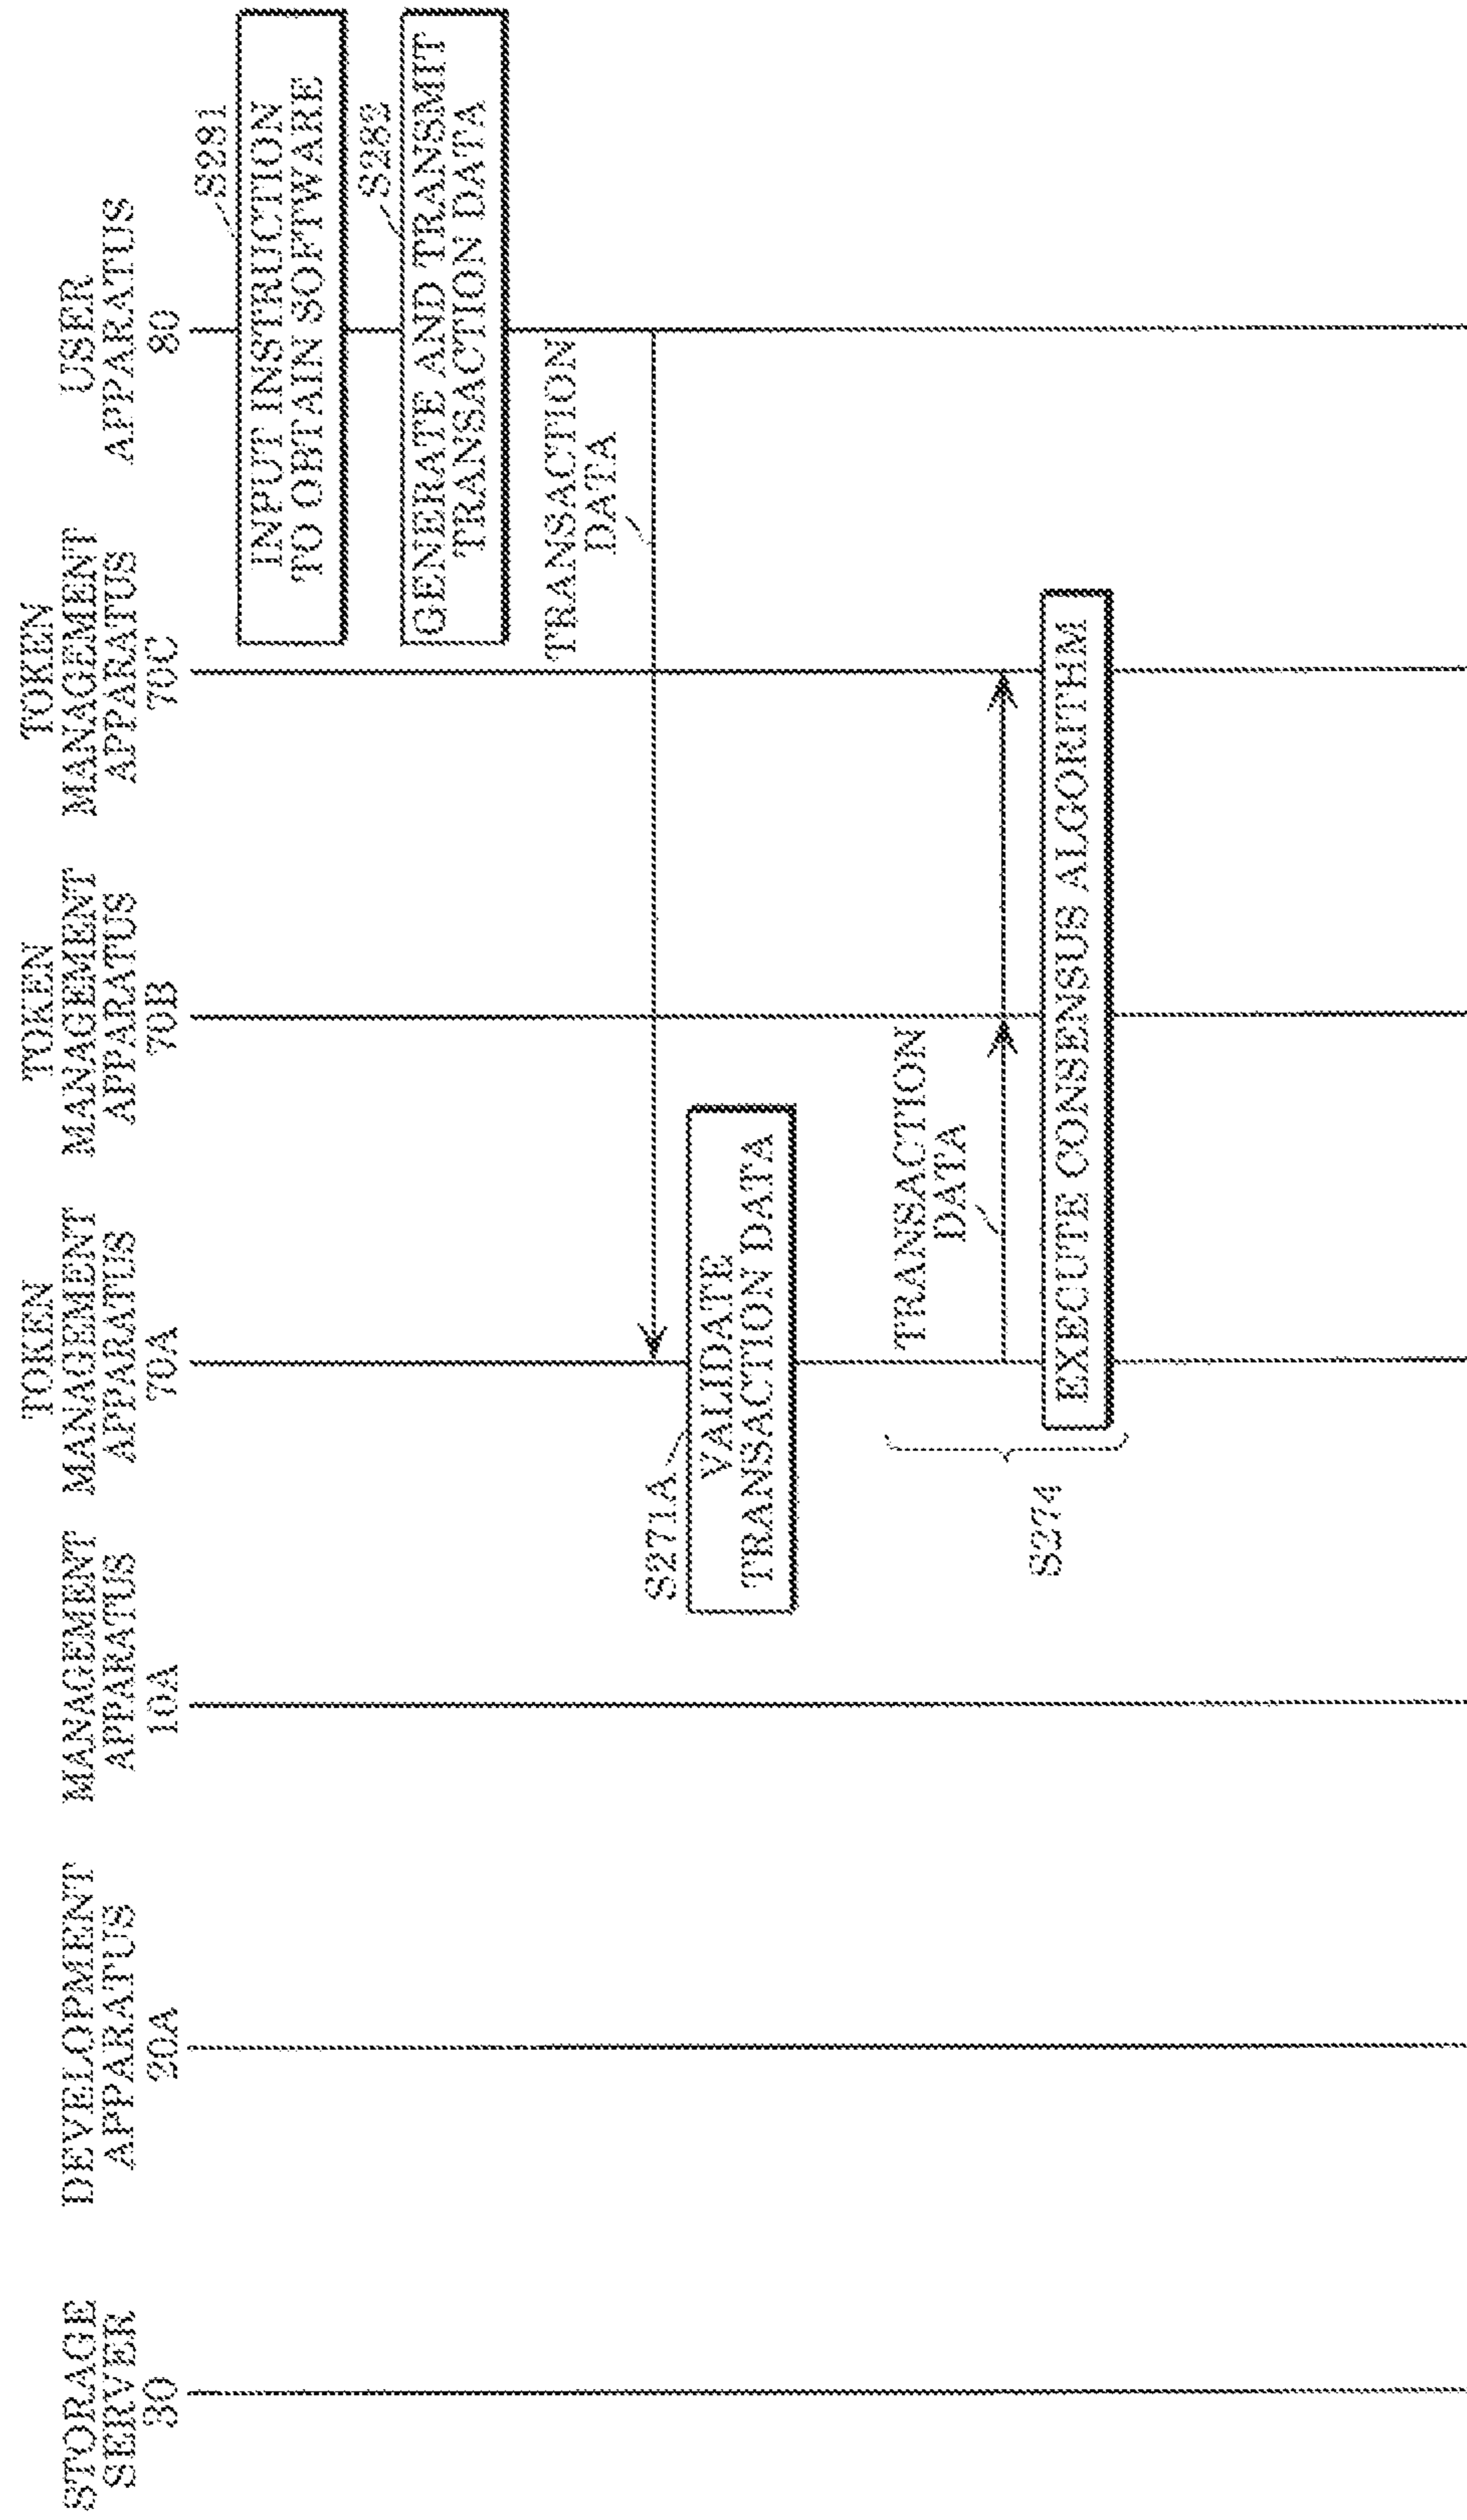 STORAGE
SERVER
30
DEVELOPMENT
APPARATUS
20A
MANAGEMENT
APPARATUS
10A
TOKEN
MANAGEMENT
APPARATUS
70A
TOKEN
MANAGEMENT
APPARATUS
70B
TOKEN
MANAGEMENT
APPARATUS
70C
USER
APPARATUS
80
S281
INPUT INSTRUCTION
TO OBTAIN SOFTWARE
S282
GENERATE AND TRANSMIT
TRANSACTION DATA
TRANSACTION
DATA
S271A
VALIDATE
TRANSACTION DATA
TRANSACTION
DATA
S274
EXECUTE CONSENSUS ALGORITHM